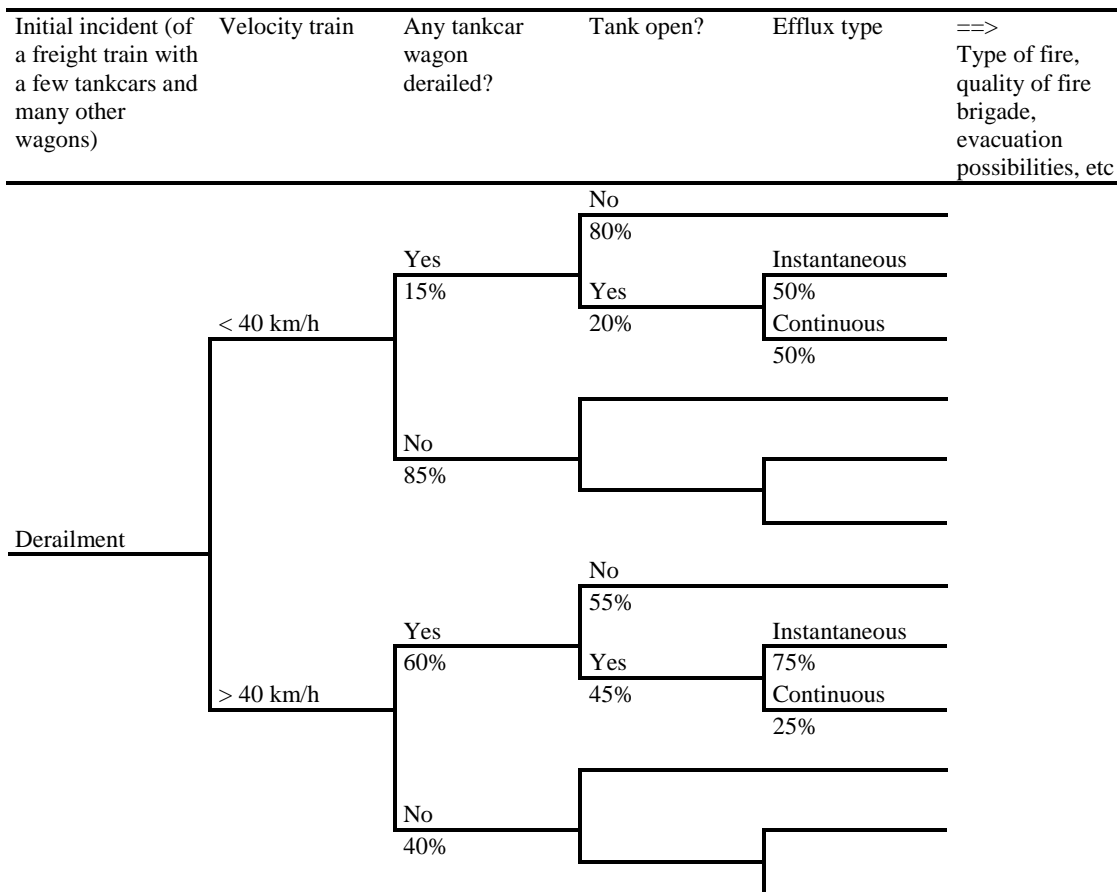 Initial incident (of
a freight train with
a few tankcars and
many other
wagons)
Velocity train
Any tankcar
wagon
derailed?
Tank open?
Efflux type
==>
Type of fire,
quality of fire
brigade,
evacuation
possibilities, etc
No
80%
Yes
15%
Instantaneous
50%
Yes
20%
Continuous
50%
< 40 km/h
No
85%
Derailment
No
55%
Yes
60%
Instantaneous
75%
Yes
45%
Continuous
25%
> 40 km/h
No
40%